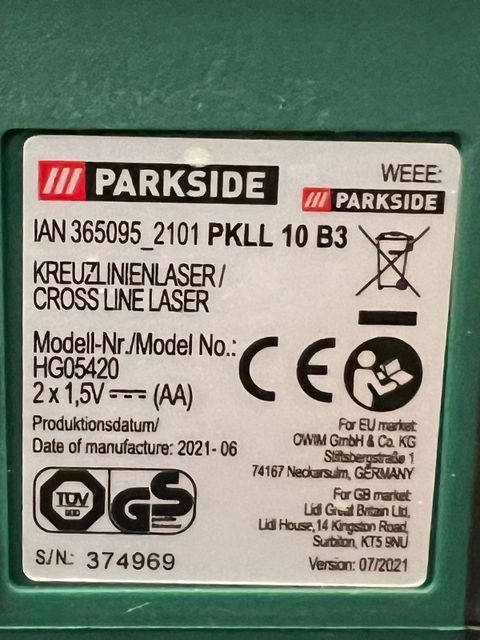 PARKSIDE
WEEE:
PARKSIDE
IAN 365095_2101 PKLL 10 B3
KREUZLINIENLASER/
CROSS LINE LASER
Modell-Nr./Model No.:
HG05420
2 x 1,5V (AA)
Produktionsdatum/
Date of manufacture: 2021-06
CE
For EU market:
OWIM GmbH & Co. KG
Stiftsbergstraße 1
74167 Neckarsulm, GERMANY
For GB market:
Lidl Great Britain Ltd,
Lidl House, 14 Kingston Road,
Surbiton, KT5 9NU
Version: 07/2021
TÜV
GS
S/N: 374969